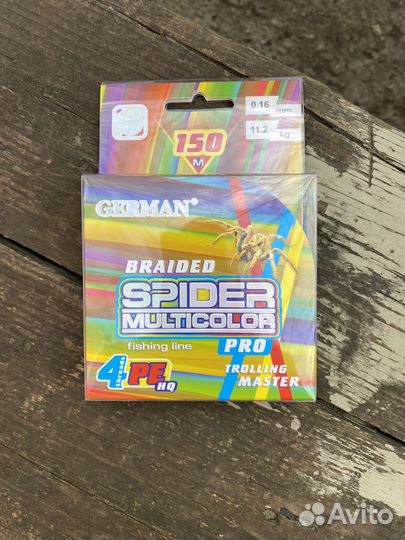 0.16 mm
11.2 kg
150
M
GERMAN®
BRAIDED
SPIDER
MULTICOLOR
fishing line
PRO
4 threads
PE HQ
TROLLING
MASTER
Avito